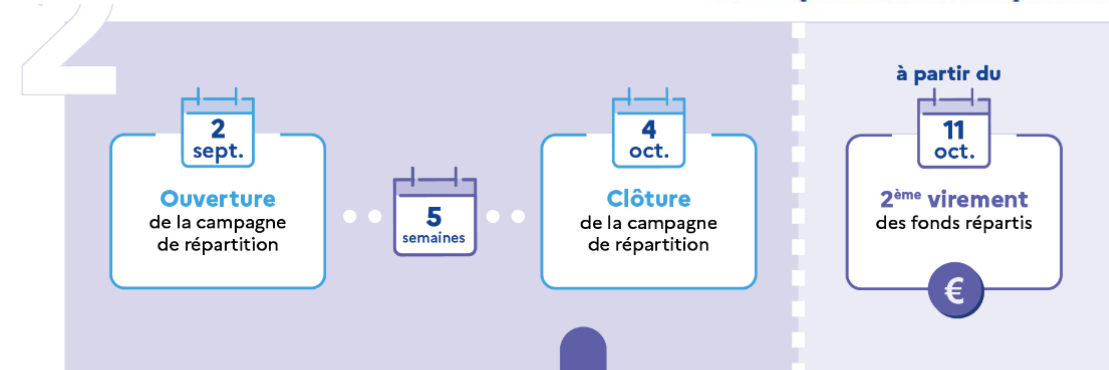 2
à partir du
2
sept.
Ouverture
de la campagne
de répartition
5
semaines
4
oct.
Clôture
de la campagne
de répartition
11
oct.
2ème virement
des fonds répartis
€